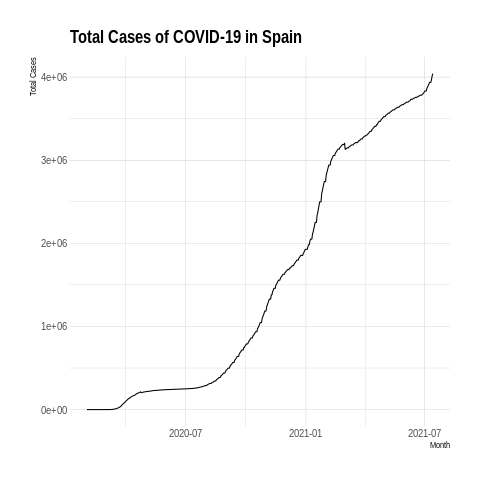 Total Cases of COVID-19 in Spain
Total Cases
4e+06
3e+06
2e+06
1e+06
0e+00
2020-07
2021-01
2021-07
Month